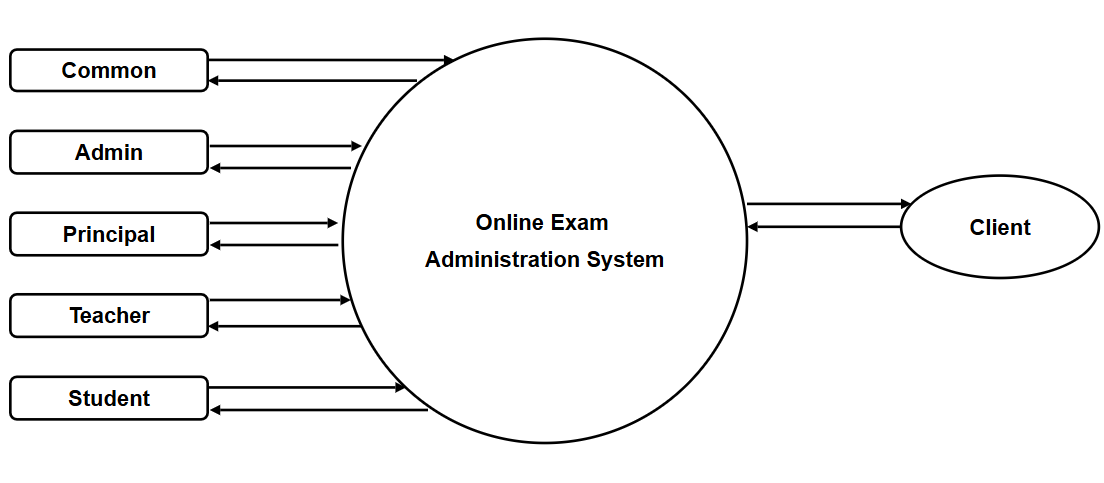 Common
Admin
Principal
Teacher
Student
Online Exam
Administration System
Client